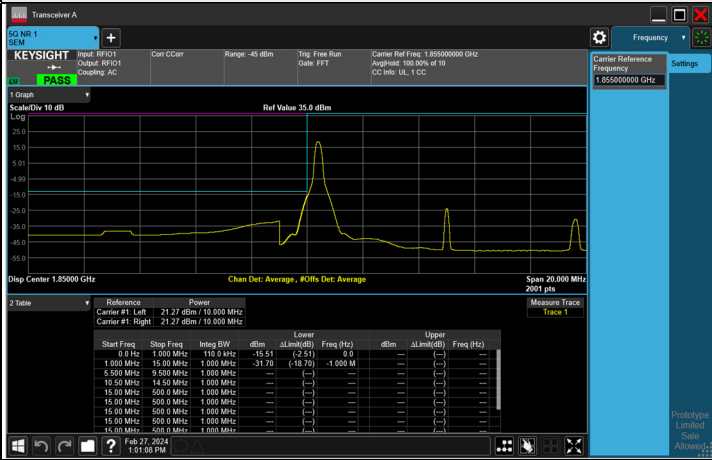 Transceiver A
5G NR 1
SEM
Frequency
KEYSIGHT
PASS
Input: RFIO1
Output: RFIO1
Coupling: AC
Corr CCorr
Range: -45 dBm
Trig: Free Run
Gate: FFT
Carrier Ref Freq: 1.855000000 GHz
Avg|Hold: 100.00% of 10
CC Info: UL, 1 CC
Carrier Reference
Frequency
1.855000000 GHz
Settings
1 Graph
Scale/Div 10 dB
Ref Value 35.0 dBm
Log
25.0
15.0
5.01
-4.99
-15.0
-25.0
-35.0
-45.0
-55.0
Disp Center 1.85000 GHz
Chan Det: Average , #Offs Det: Average
Span 20.000 MHz
2001 pts
2 Table
Reference Power
Carrier #1: Left 21.27 dBm / 10.000 MHz
Carrier #1: Right 21.27 dBm / 10.000 MHz
Measure Trace
Trace 1
Lower Upper
Start Freq Stop Freq Integ BW dBm ΔLimit(dB) Freq (Hz) dBm ΔLimit(dB) Freq (Hz)
0.0 Hz 1.000 MHz 110.0 kHz -15.51 (-2.51) 0.0 --- (---) ---
1.000 MHz 15.00 MHz 1.000 MHz -31.70 (-18.70) -1.000 M --- (---) ---
5.500 MHz 9.500 MHz 1.000 MHz --- (---) --- --- (---) ---
10.50 MHz 14.50 MHz 1.000 MHz --- (---) --- --- (---) ---
15.00 MHz 500.0 MHz 1.000 MHz --- (---) --- --- (---) ---
15.00 MHz 500.0 MHz 1.000 MHz --- (---) --- --- (---) ---
15.00 MHz 500.0 MHz 1.000 MHz --- (---) --- --- (---) ---
15.00 MHz 500.0 MHz 1.000 MHz --- (---) --- --- (---) ---
?
Feb 27, 2024
1:01:08 PM
Prototype
Limited
Sale
Allowed